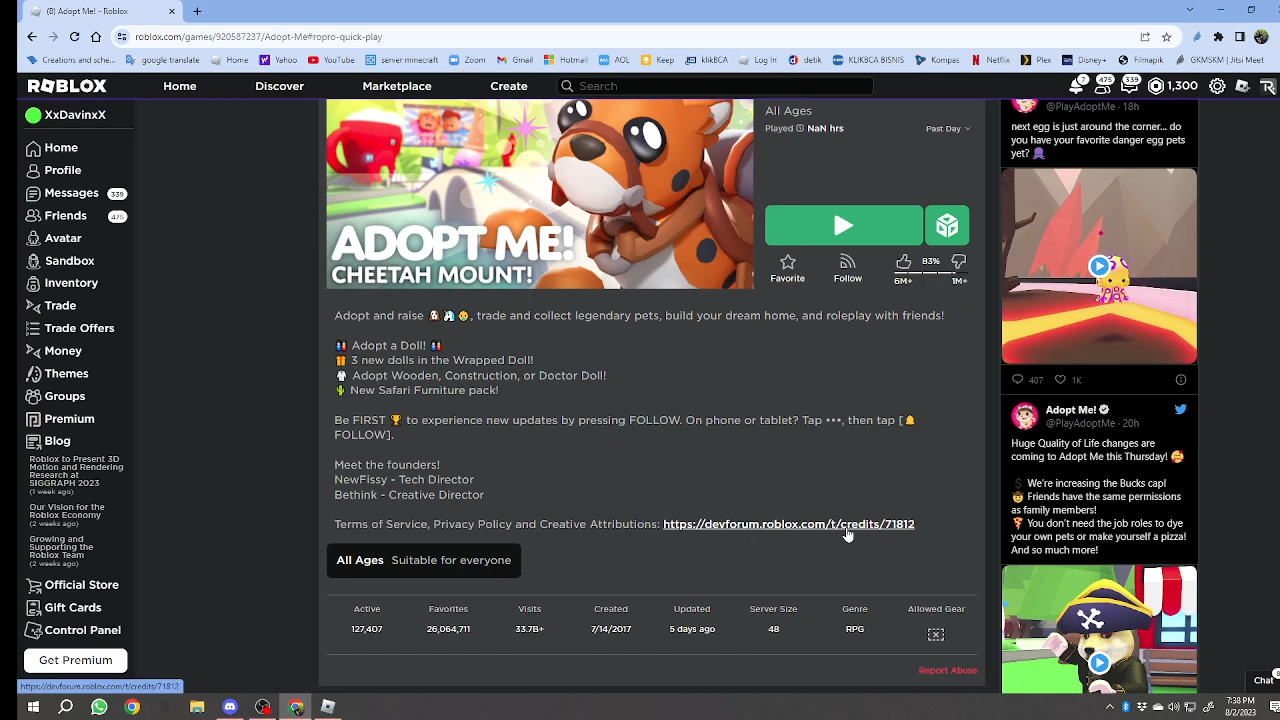 (8) Adopt Me! - Roblox
roblox.com/games/920587237/Adopt-Me#ropro-quick-play
Creations and sche... google translate Home Yahoo YouTube server minecraft Zoom Gmail Hotmail AOL Keep klikBCA Log In detik KLIKBCA BISNIS Kompas Netflix Plex Disney+ Filmapik GKMSKM | Jitsi Meet
ROBLOX Home Discover Marketplace Create Search 7 475 339 1,300
XxDavinxX
Home
Profile
Messages 339
Friends 475
Avatar
Sandbox
Inventory
Trade
Trade Offers
Money
Themes
Groups
Premium
Blog
Roblox to Present 3D
Motion and Rendering
Research at
SIGGRAPH 2023
(1 week ago)
Our Vision for the
Roblox Economy
(2 weeks ago)
Growing and
Supporting the
Roblox Team
(2 weeks ago)
Official Store
Gift Cards
Control Panel
Get Premium
https://devforum.roblox.com/t/credits/71812
ADOPT ME!
CHEETAH MOUNT!
All Ages
Played NaN hrs Past Day
Favorite Follow 83%
6M+ 1M+
Adopt and raise 🐶 🦄 👶, trade and collect legendary pets, build your dream home, and roleplay with friends!
👭 Adopt a Doll! 👭
🎁 3 new dolls in the Wrapped Doll!
🥼 Adopt Wooden, Construction, or Doctor Doll!
🌵 New Safari Furniture pack!
Be FIRST 🏆 to experience new updates by pressing FOLLOW. On phone or tablet? Tap •••, then tap [🔔
FOLLOW].
Meet the founders!
NewFissy - Tech Director
Bethink - Creative Director
Terms of Service, Privacy Policy and Creative Attributions: https://devforum.roblox.com/t/credits/71812
All Ages Suitable for everyone
Active Favorites Visits Created Updated Server Size Genre Allowed Gear
127,407 26,064,711 33.7B+ 7/14/2017 5 days ago 48 RPG
Report Abuse
@PlayAdoptMe · 18h
next egg is just around the corner... do
you have your favorite danger egg pets
yet? 🐙
407 1K
Adopt Me!
@PlayAdoptMe · 20h
Huge Quality of Life changes are
coming to Adopt Me this Thursday! 🥰
💲 We're increasing the Bucks cap!
🤠 Friends have the same permissions
as family members!
🍕 You don't need the job roles to dye
your own pets or make yourself a pizza!
And so much more!
Chat
7:38 PM
8/2/2023